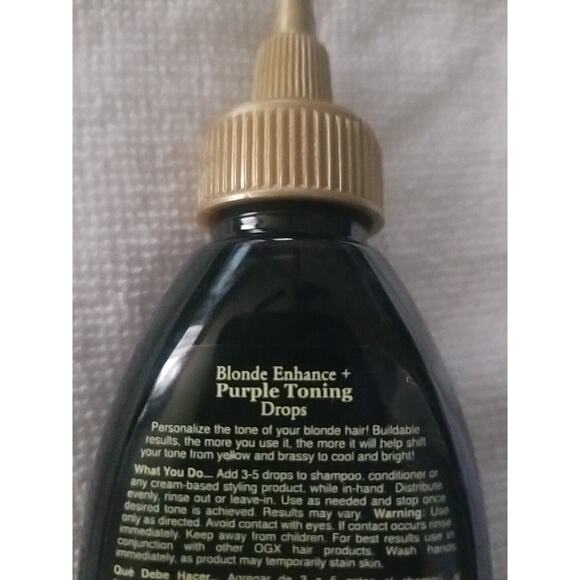 Blonde Enhance +
Purple Toning
Drops
Personalize the tone of your blonde hair! Buildable
results, the more you use it, the more it will help shift
your tone from yellow and brassy to cool and bright!
What You Do... Add 3-5 drops to shampoo, conditioner or
any cream-based styling product, while in-hand. Distribute
evenly, rinse out or leave-in. Use as needed and stop once
desired tone is achieved. Results may vary. Warning: Use
only as directed. Avoid contact with eyes. If contact occurs rinse
immediately. Keep away from children. For best results use in
conjunction with other OGX hair products. Wash hands
immediately, as product may temporarily stain skin.
Qué Debe Hacer... Agregar de 3 a 5 gotas al